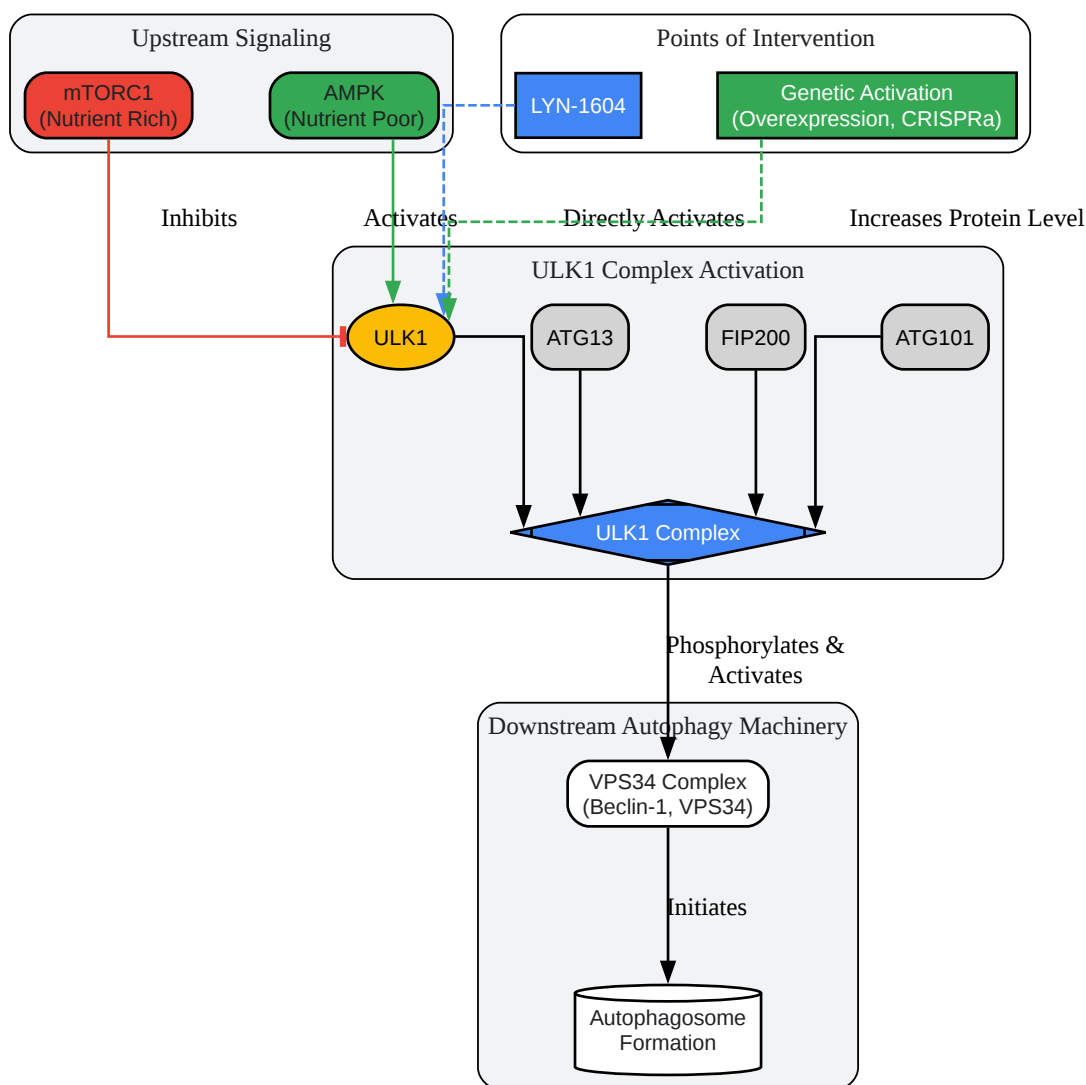 Upstream Signaling
Points of Intervention
mTORC1
(Nutrient Rich)
AMPK
(Nutrient Poor)
LYN-1604
Genetic Activation
(Overexpression, CRISPRa)
Inhibits
Activates
Directly Activates
Increases Protein Level
ULK1 Complex Activation
ULK1
ATG13
FIP200
ATG101
ULK1 Complex
Phosphorylates &
Activates
Downstream Autophagy Machinery
VPS34 Complex
(Beclin-1, VPS34)
Initiates
Autophagosome
Formation